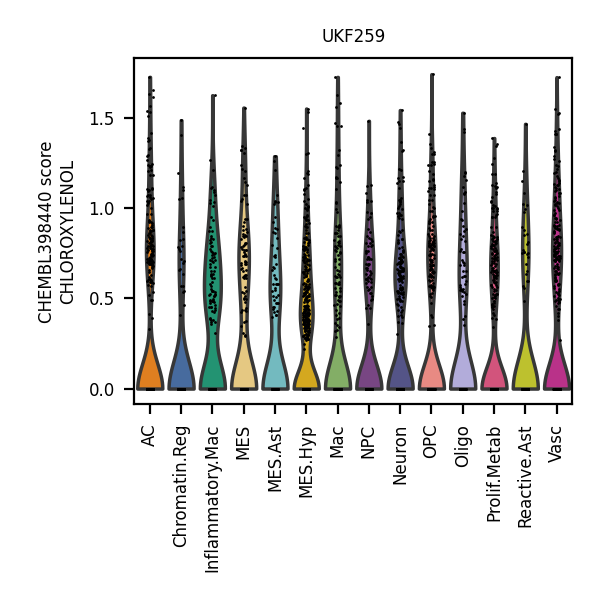 UKF259
CHEMBL398440 score
CHLOROXYLENOL
1.5
1.0
0.5
0.0
AC
Chromatin.Reg
Inflammatory.Mac
MES
MES.Ast
MES.Hyp
Mac
NPC
Neuron
OPC
Oligo
Prolif.Metab
Reactive.Ast
Vasc